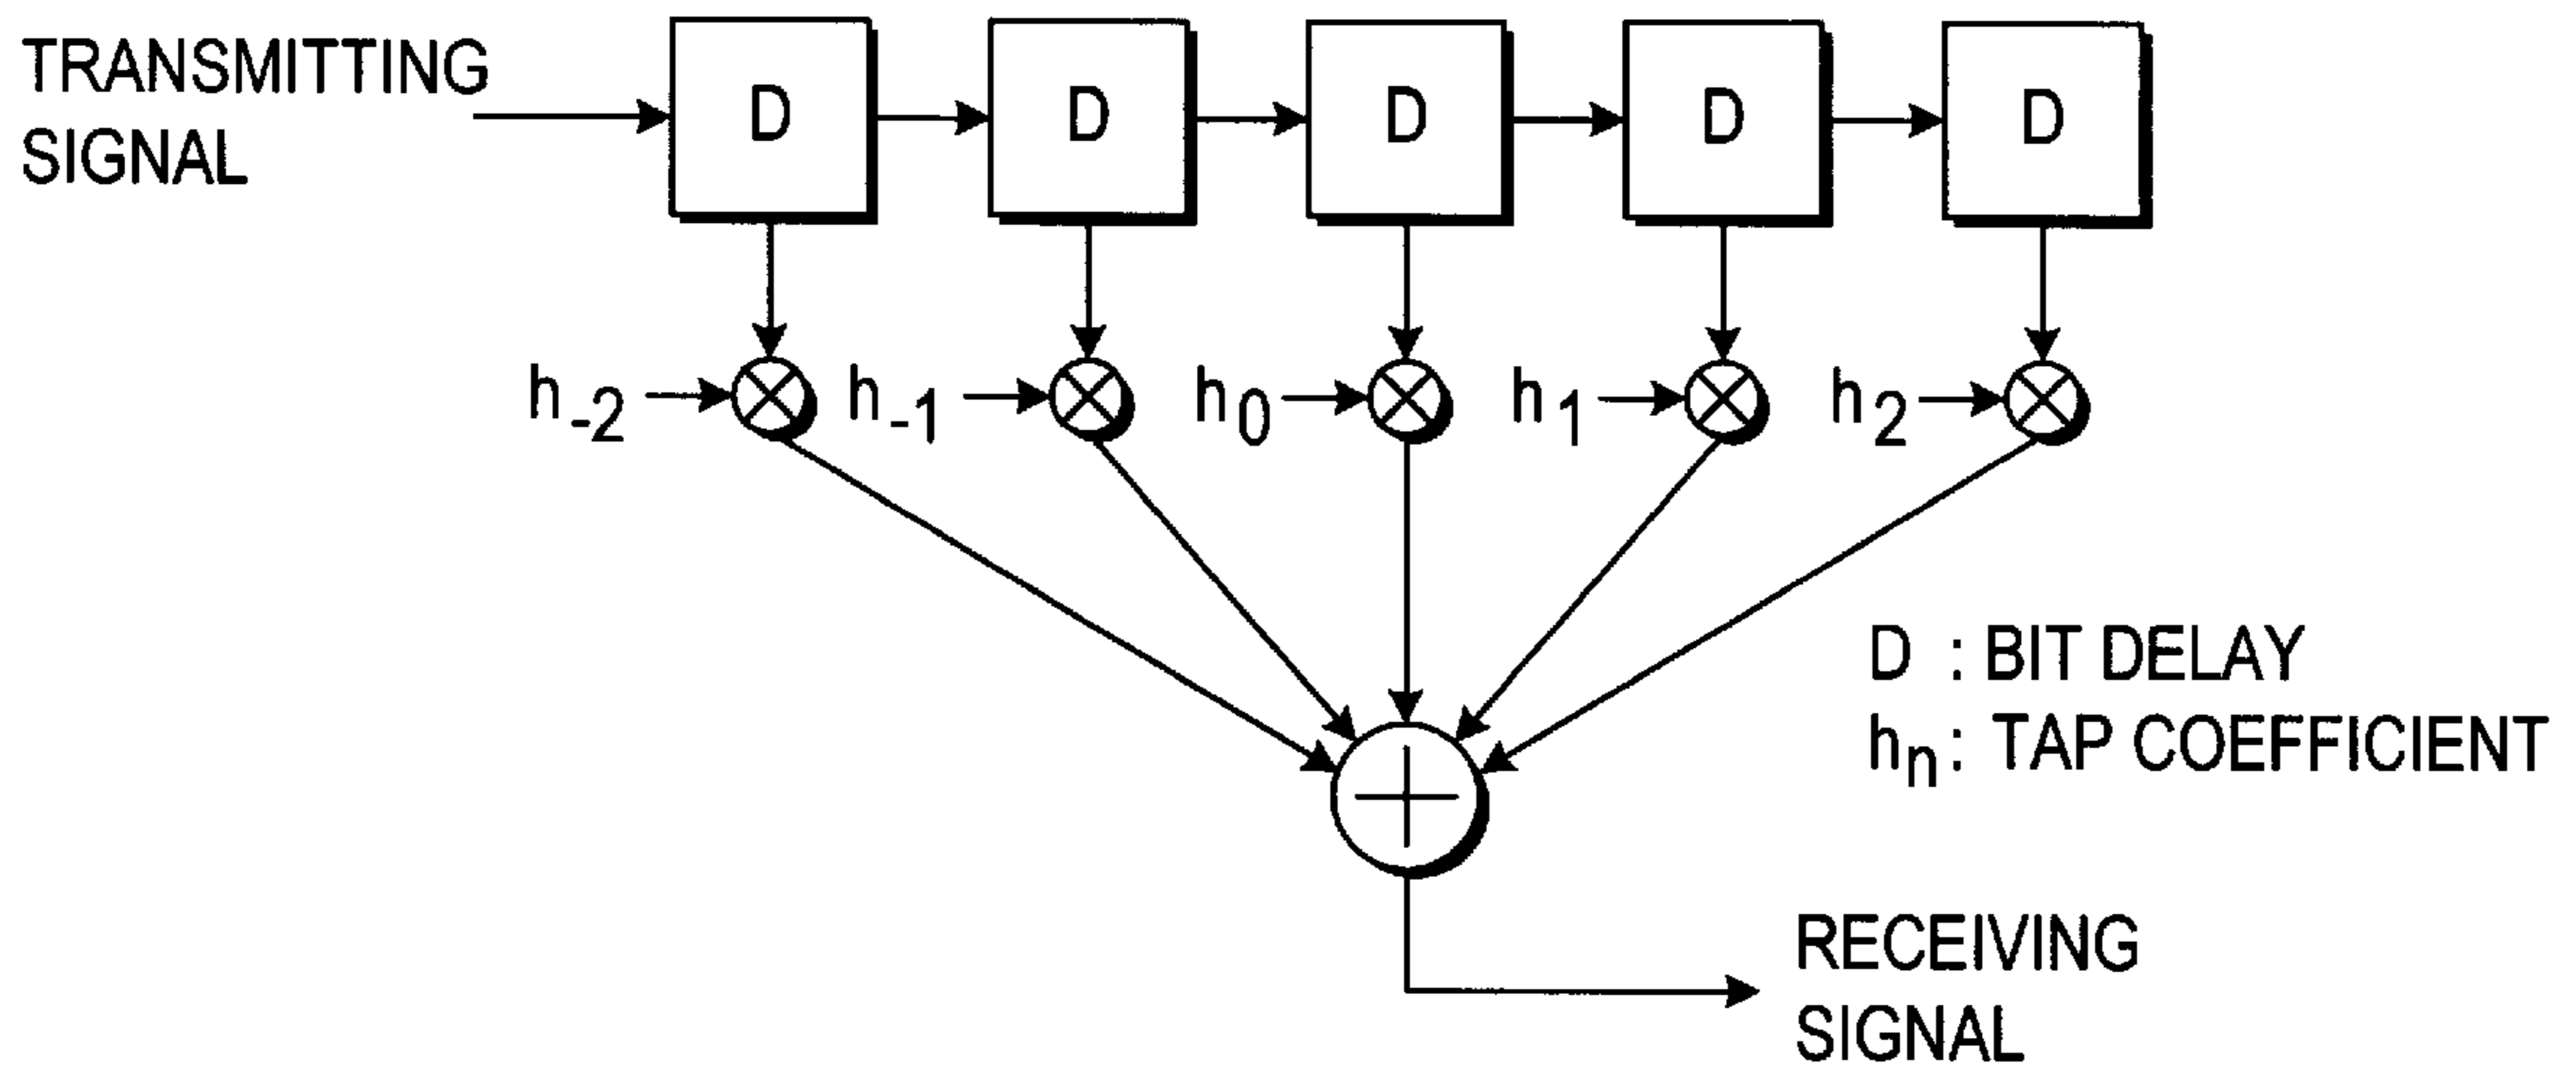 TRANSMITTING
SIGNAL
D D D D D
h-2 h-1 h0 h1 h2
D : BIT DELAY
hn : TAP COEFFICIENT
RECEIVING
SIGNAL